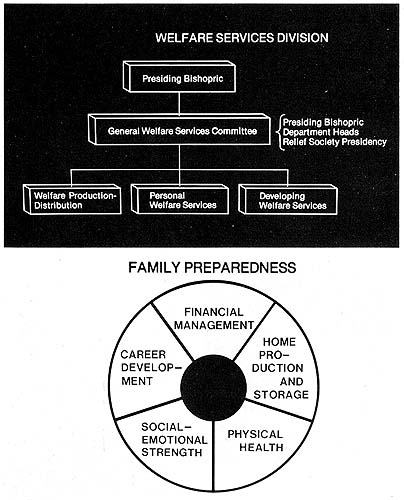 WELFARE SERVICES DIVISION
Presiding Bishopric
General Welfare Services Committee
Presiding Bishopric
Department Heads
Relief Society Presidency
Welfare Production-
Distribution
Personal
Welfare Services
Developing
Welfare Services
FAMILY PREPAREDNESS
FINANCIAL
MANAGEMENT
HOME
PRO-
DUCTION
AND
STORAGE
PHYSICAL
HEALTH
SOCIAL-
EMOTIONAL
STRENGTH
CAREER
DEVELOP-
MENT